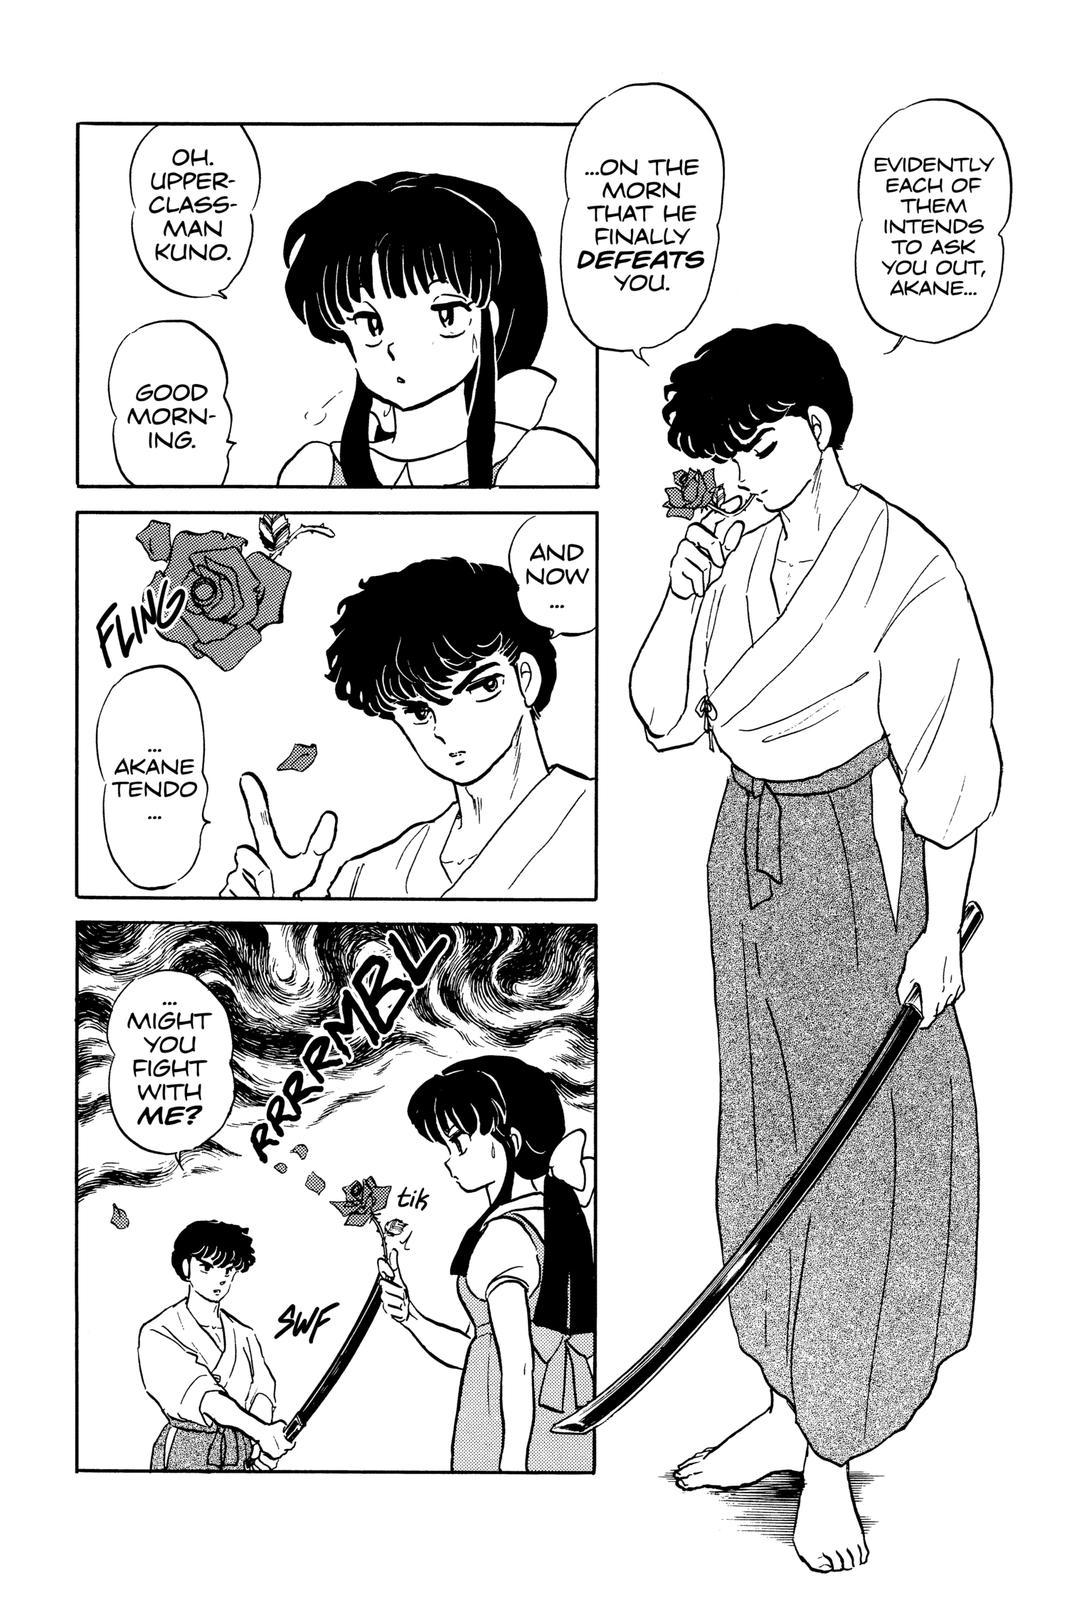 EVIDENTLY
EACH OF
THEM
INTENDS
TO ASK
YOU OUT,
AKANE...
...ON THE
MORN
THAT HE
FINALLY
DEFEATS
YOU.
OH.
UPPER-
CLASS-
MAN
KUNO.
GOOD
MORN-
ING.
AND
NOW
...
FLING
...
AKANE
TENDO
...
RRRRMBL
...
MIGHT
YOU
FIGHT
WITH
ME?
tik
SWF